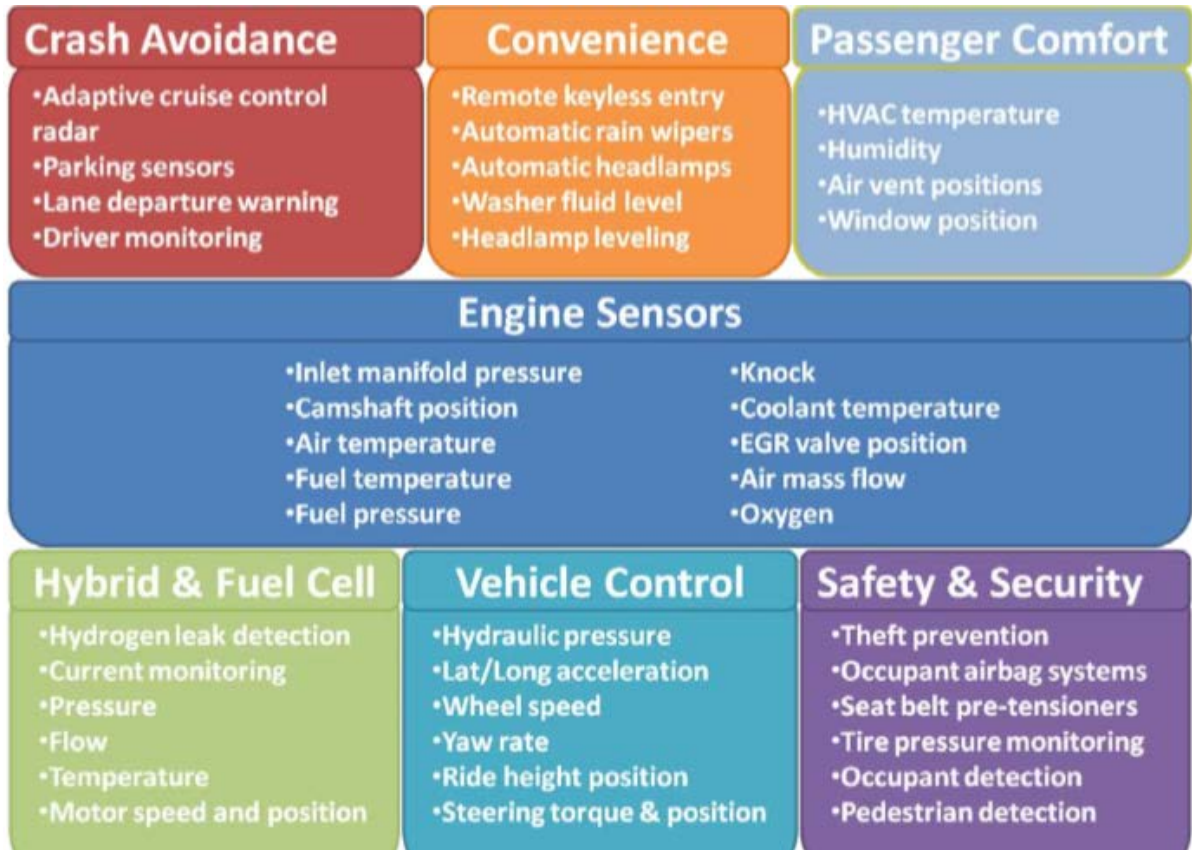 Crash Avoidance
•Adaptive cruise control
radar
•Parking sensors
•Lane departure warning
•Driver monitoring
Convenience
•Remote keyless entry
•Automatic rain wipers
•Automatic headlamps
•Washer fluid level
•Headlamp leveling
Passenger Comfort
•HVAC temperature
•Humidity
•Air vent positions
•Window position
Engine Sensors
•Inlet manifold pressure
•Camshaft position
•Air temperature
•Fuel temperature
•Fuel pressure
•Knock
•Coolant temperature
•EGR valve position
•Air mass flow
•Oxygen
Hybrid & Fuel Cell
•Hydrogen leak detection
•Current monitoring
•Pressure
•Flow
•Temperature
•Motor speed and position
Vehicle Control
•Hydraulic pressure
•Lat/Long acceleration
•Wheel speed
•Yaw rate
•Ride height position
•Steering torque & position
Safety & Security
•Theft prevention
•Occupant airbag systems
•Seat belt pre-tensioners
•Tire pressure monitoring
•Occupant detection
•Pedestrian detection